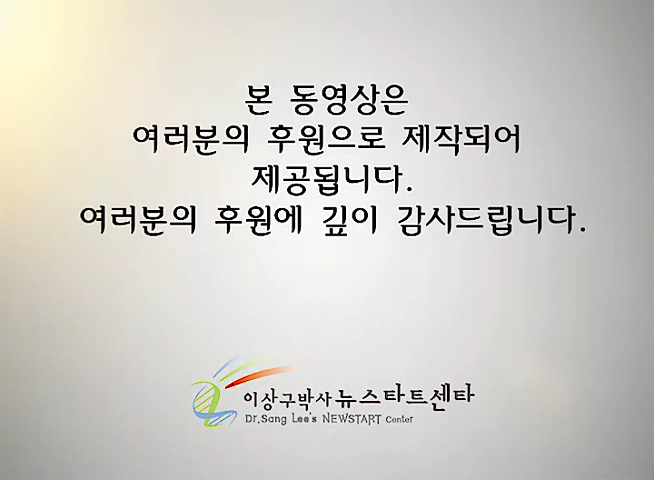 본 동영상은
여러분의 후원으로 제작되어
제공됩니다.
여러분의 후원에 깊이 감사드립니다.
이상구박사 뉴스타트센타
Dr.Sang Lee's NEWSTART Center